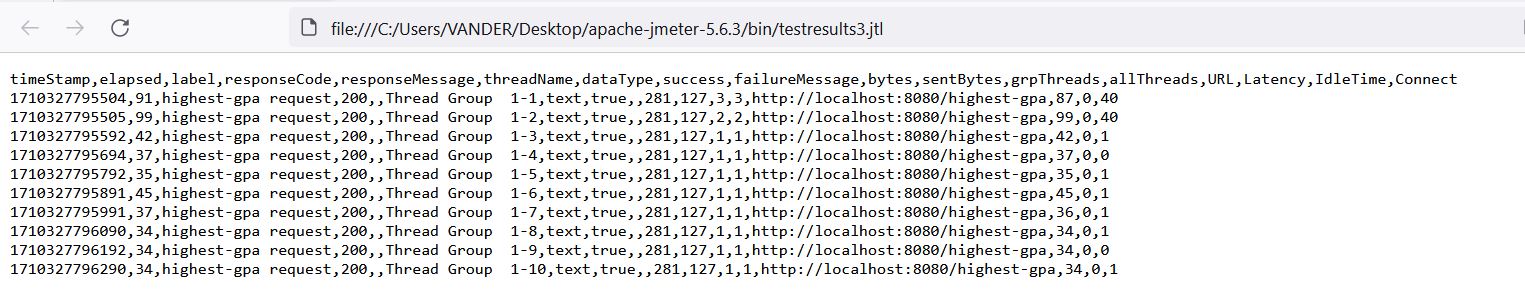 file:///C:/Users/VANDER/Desktop/apache-jmeter-5.6.3/bin/testresults3.jtl
timeStamp,elapsed,label,responseCode,responseMessage,threadName,dataType,success,failureMessage,bytes,sentBytes,grpThreads,allThreads,URL,Latency,IdleTime,Connect
1710327795504,91,highest-gpa request,200,,Thread Group  1-1,text,true,,281,127,3,3,http://localhost:8080/highest-gpa,87,0,40
1710327795505,99,highest-gpa request,200,,Thread Group  1-2,text,true,,281,127,2,2,http://localhost:8080/highest-gpa,99,0,40
1710327795592,42,highest-gpa request,200,,Thread Group  1-3,text,true,,281,127,1,1,http://localhost:8080/highest-gpa,42,0,1
1710327795694,37,highest-gpa request,200,,Thread Group  1-4,text,true,,281,127,1,1,http://localhost:8080/highest-gpa,37,0,0
1710327795792,35,highest-gpa request,200,,Thread Group  1-5,text,true,,281,127,1,1,http://localhost:8080/highest-gpa,35,0,1
1710327795891,45,highest-gpa request,200,,Thread Group  1-6,text,true,,281,127,1,1,http://localhost:8080/highest-gpa,45,0,1
1710327795991,37,highest-gpa request,200,,Thread Group  1-7,text,true,,281,127,1,1,http://localhost:8080/highest-gpa,36,0,1
1710327796090,34,highest-gpa request,200,,Thread Group  1-8,text,true,,281,127,1,1,http://localhost:8080/highest-gpa,34,0,1
1710327796192,34,highest-gpa request,200,,Thread Group  1-9,text,true,,281,127,1,1,http://localhost:8080/highest-gpa,34,0,0
1710327796290,34,highest-gpa request,200,,Thread Group  1-10,text,true,,281,127,1,1,http://localhost:8080/highest-gpa,34,0,1